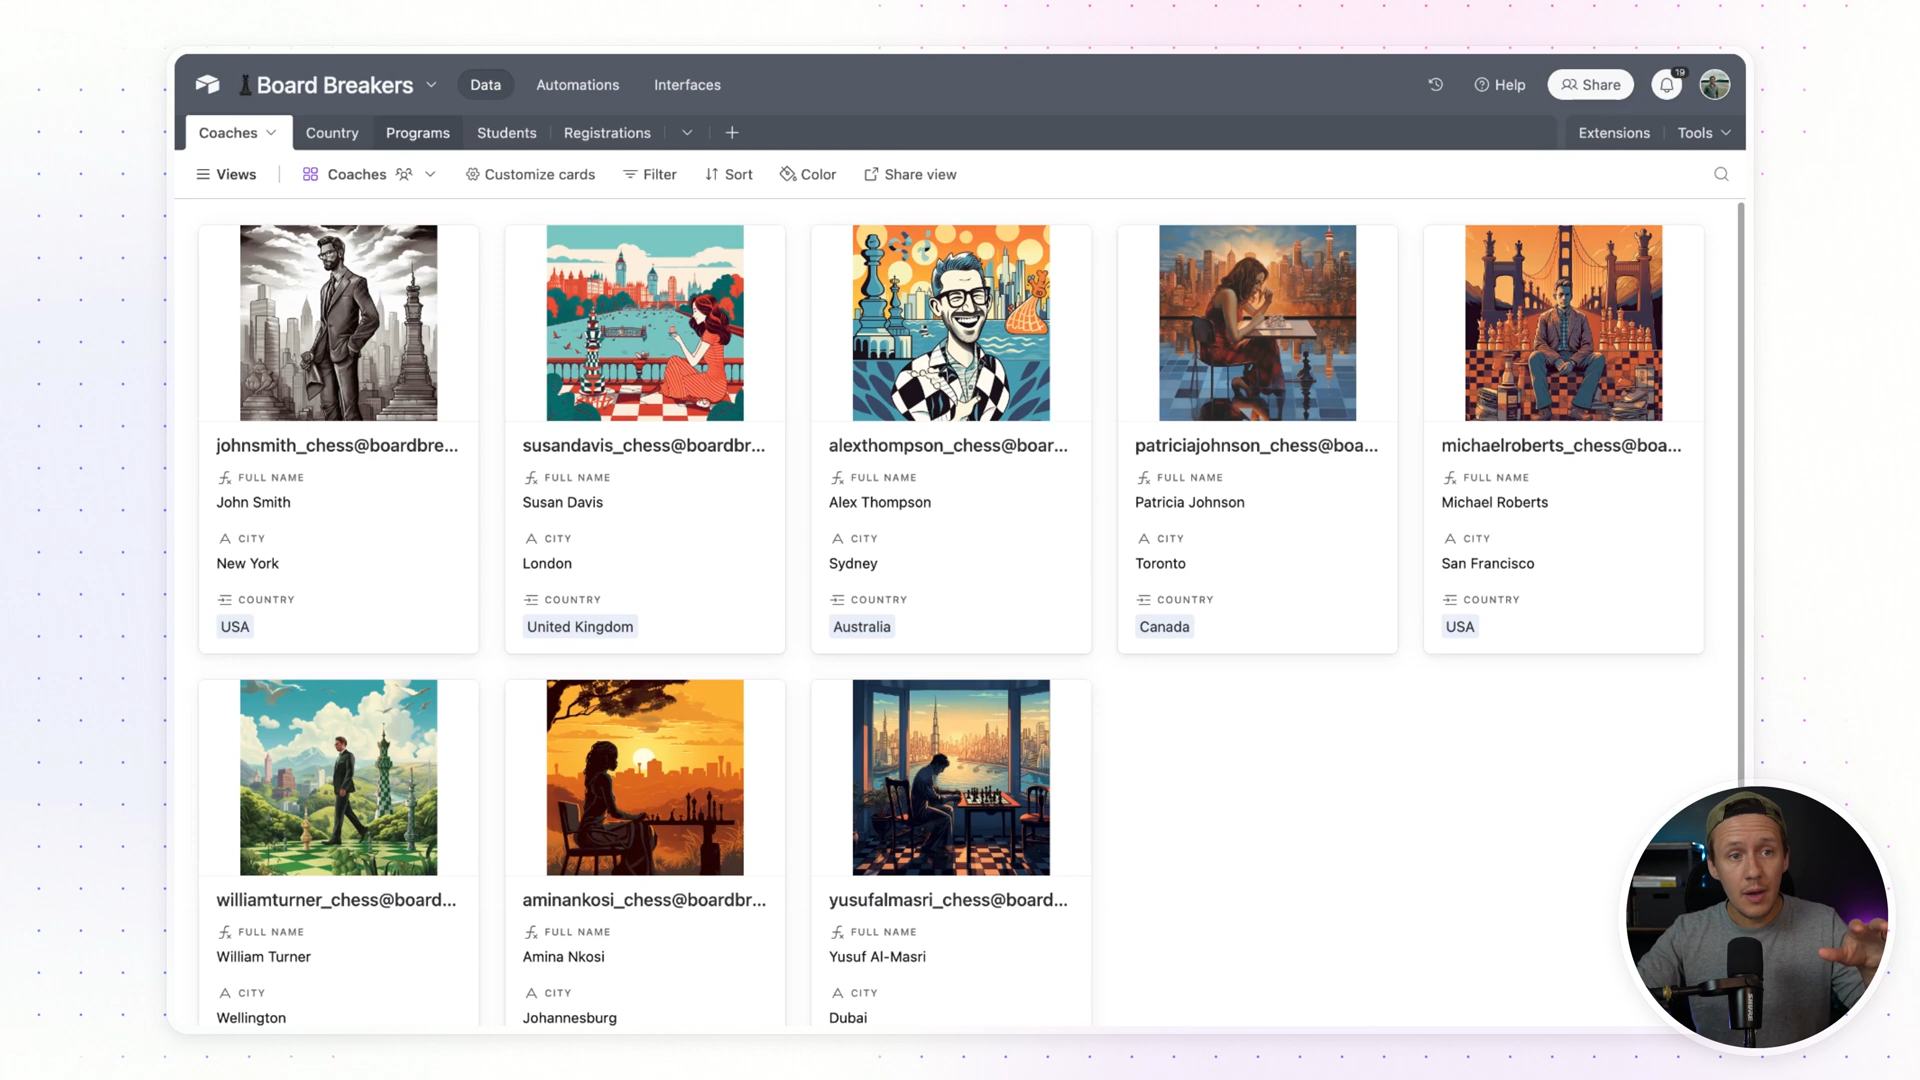 Board Breakers
Data
Automations
Interfaces
Help
Share
19
Coaches
Country
Programs
Students
Registrations
Extensions
Tools
Views
Coaches
Customize cards
Filter
Sort
Color
Share view
johnsmith_chess@boardbre...
FULL NAME
John Smith
CITY
New York
COUNTRY
USA
susandavis_chess@boardbr...
FULL NAME
Susan Davis
CITY
London
COUNTRY
United Kingdom
alexthompson_chess@boar...
FULL NAME
Alex Thompson
CITY
Sydney
COUNTRY
Australia
patriciajohnson_chess@boa...
FULL NAME
Patricia Johnson
CITY
Toronto
COUNTRY
Canada
michaelroberts_chess@boa...
FULL NAME
Michael Roberts
CITY
San Francisco
COUNTRY
USA
williamturner_chess@board...
FULL NAME
William Turner
CITY
Wellington
aminankosi_chess@boardbr...
FULL NAME
Amina Nkosi
CITY
Johannesburg
yusufalmasri_chess@board...
FULL NAME
Yusuf Al-Masri
CITY
Dubai